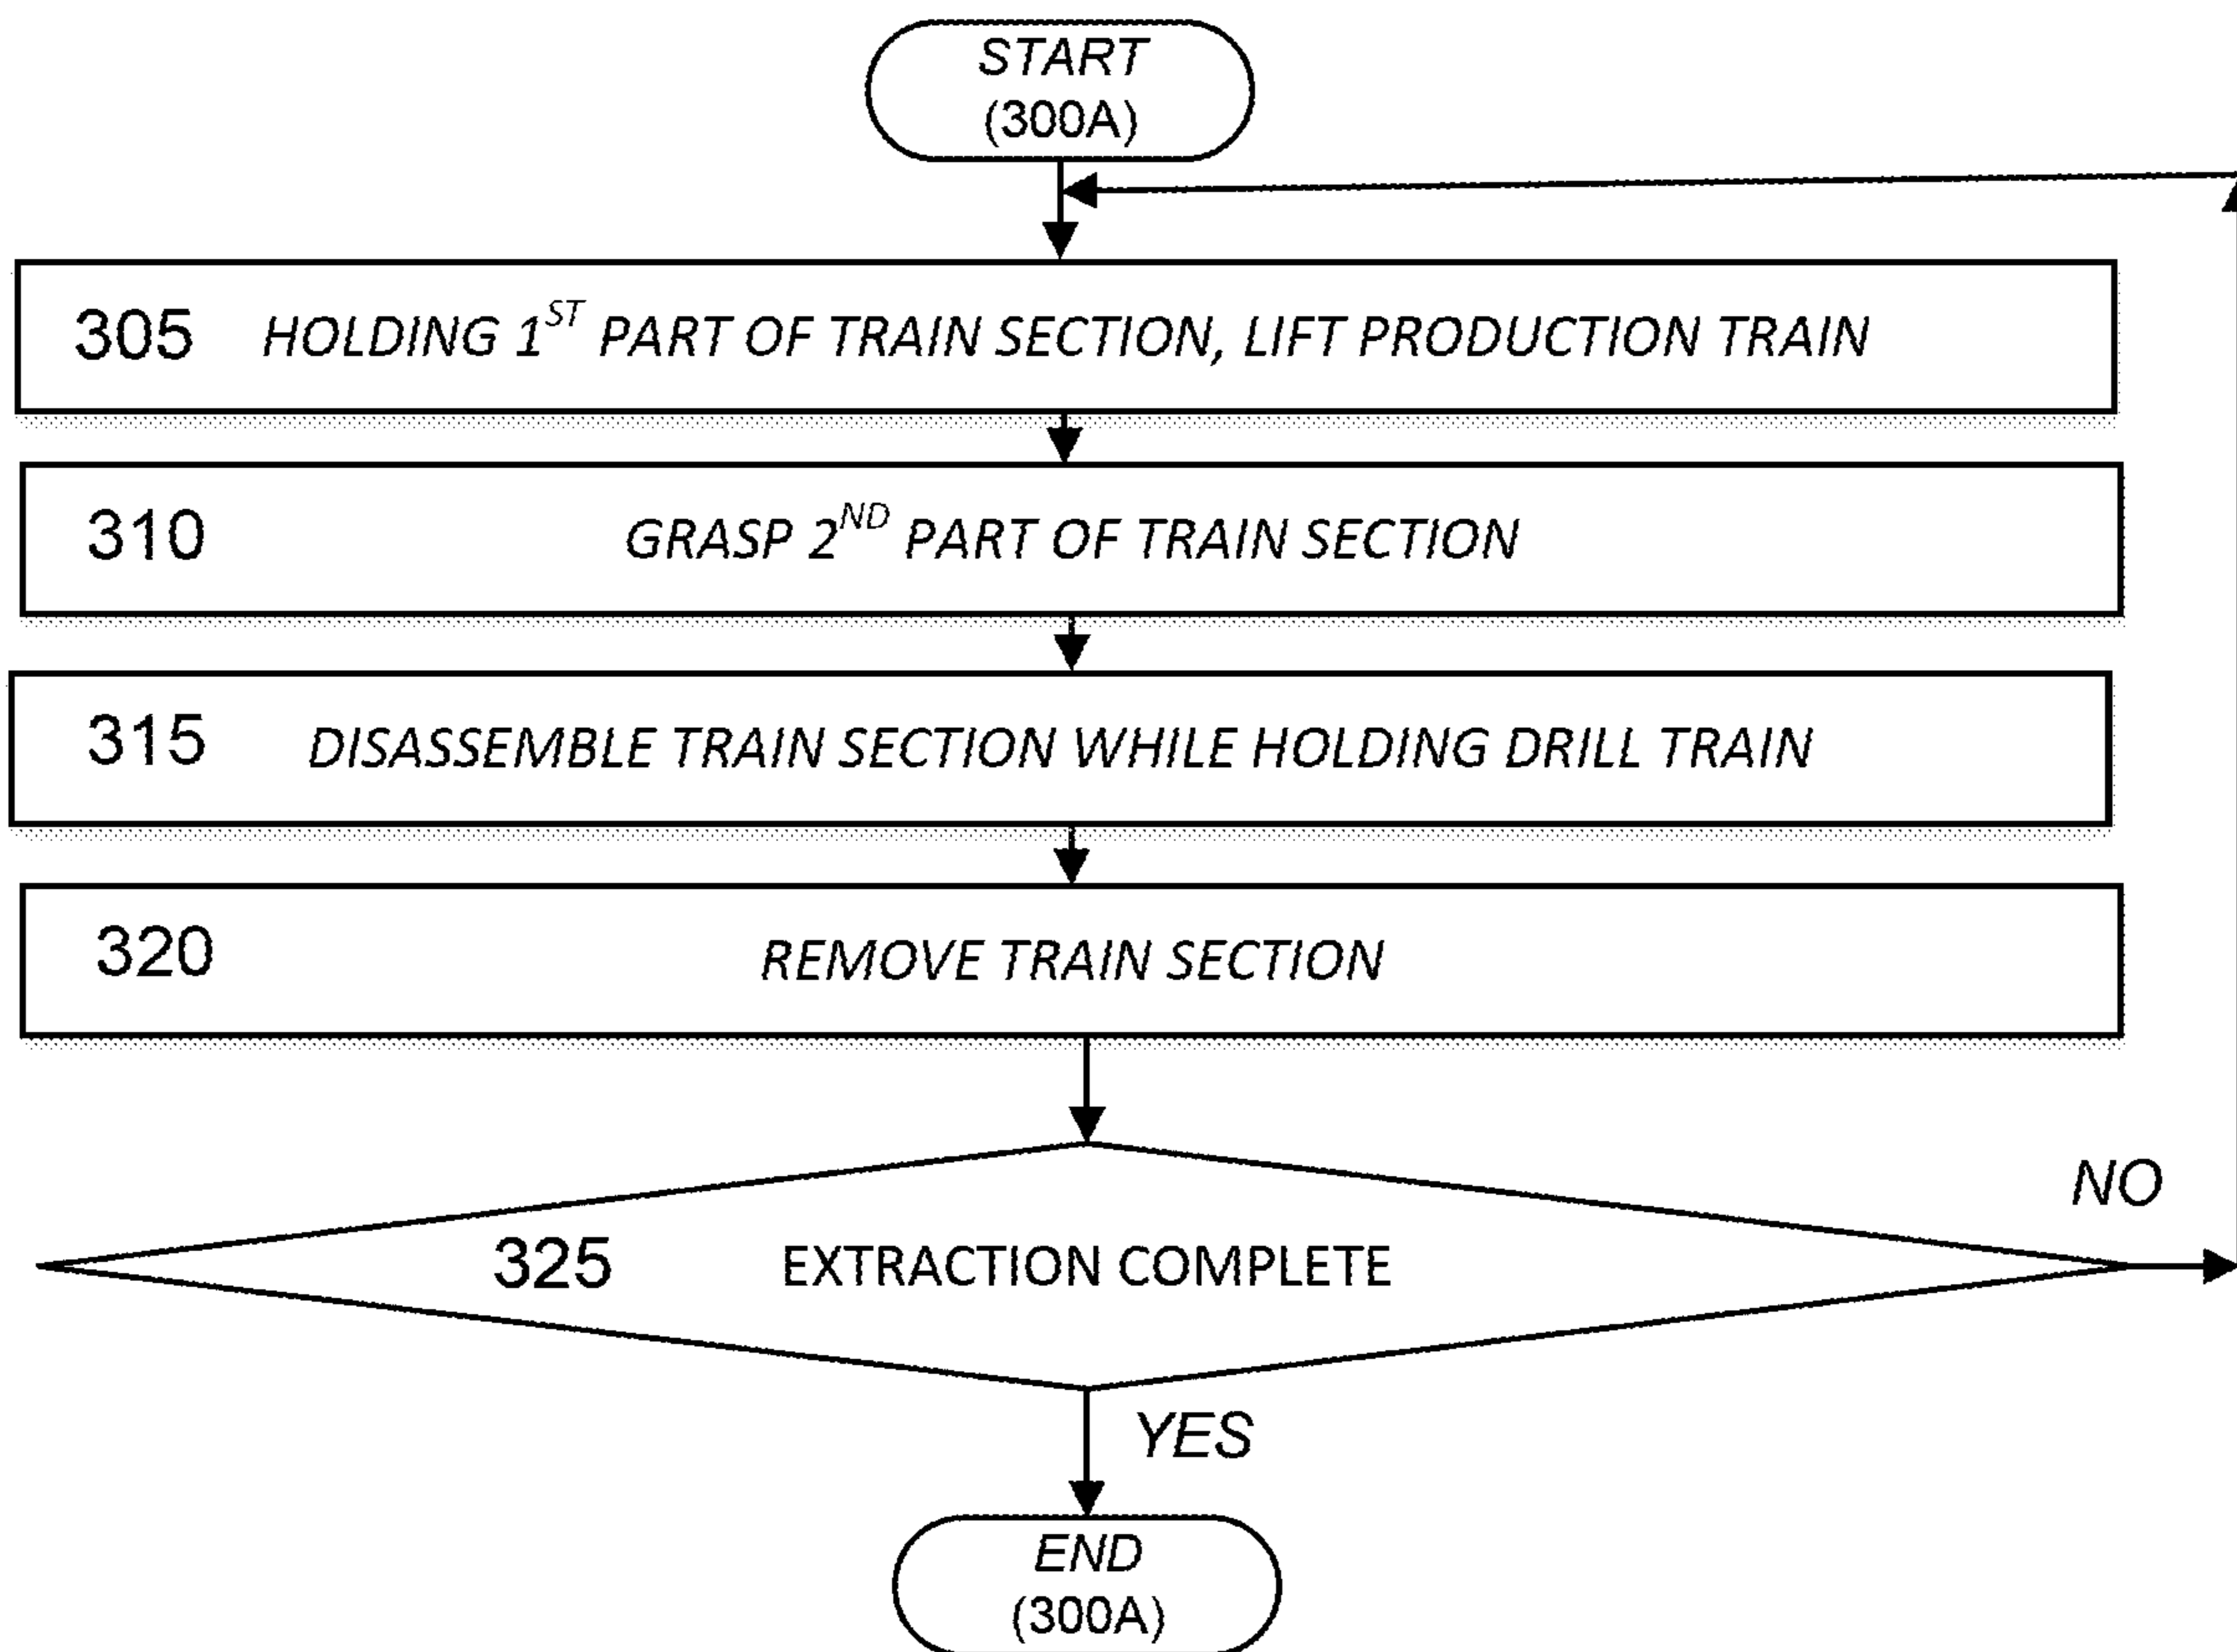 START
(300A)
305 HOLDING 1ST PART OF TRAIN SECTION, LIFT PRODUCTION TRAIN
310 GRASP 2ND PART OF TRAIN SECTION
315 DISASSEMBLE TRAIN SECTION WHILE HOLDING DRILL TRAIN
320 REMOVE TRAIN SECTION
NO
325 EXTRACTION COMPLETE
YES
END
(300A)